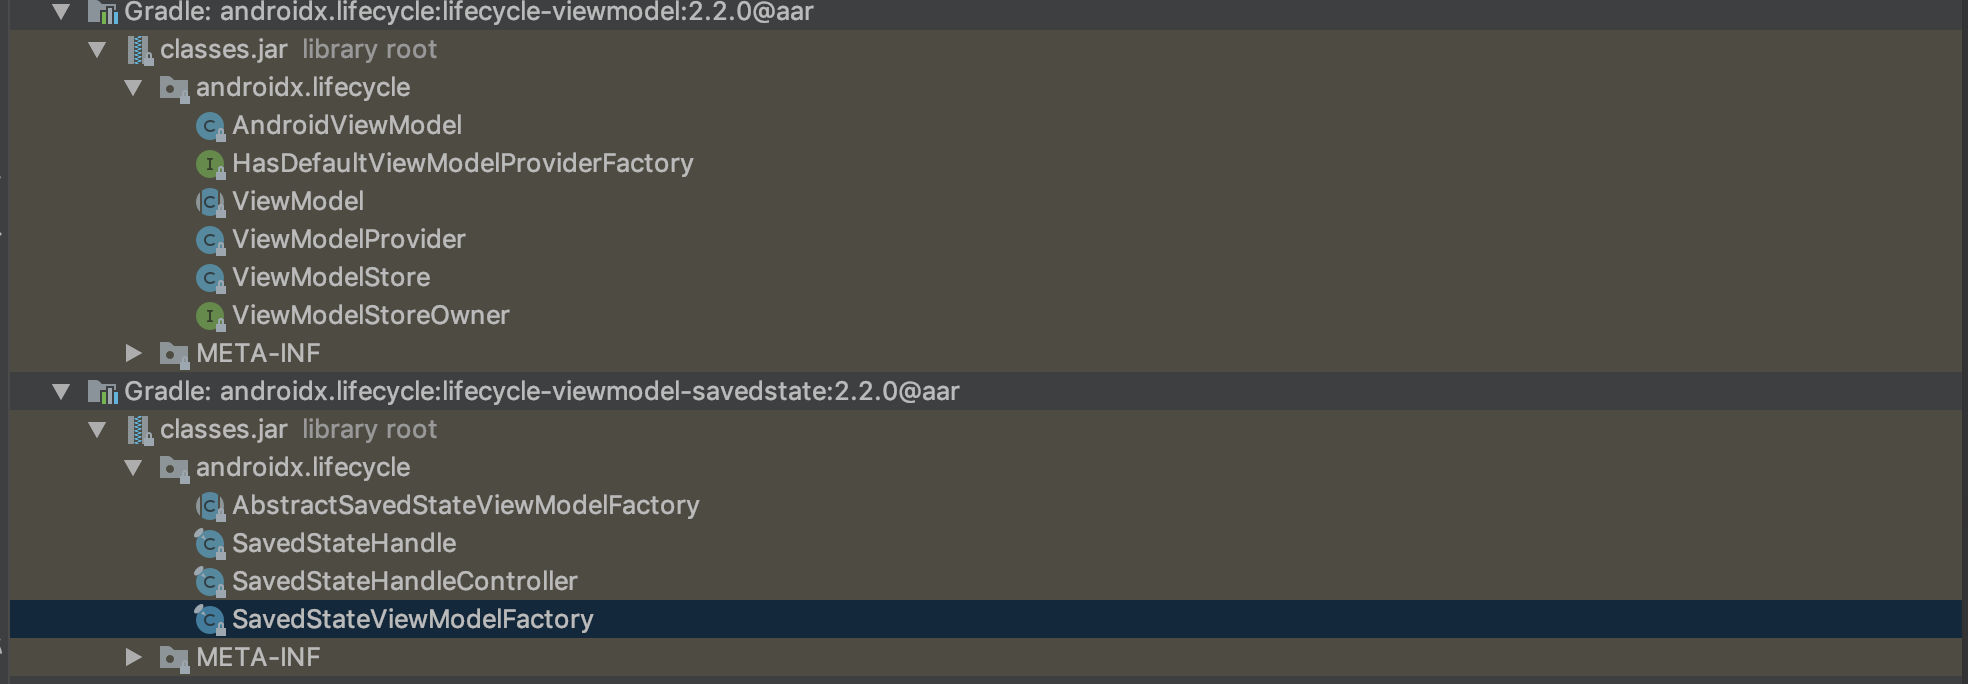 Gradle: androidx.lifecycle:lifecycle-viewmodel:2.2.0@aar
classes.jar library root
androidx.lifecycle
AndroidViewModel
HasDefaultViewModelProviderFactory
ViewModel
ViewModelProvider
ViewModelStore
ViewModelStoreOwner
META-INF
Gradle: androidx.lifecycle:lifecycle-viewmodel-savedstate:2.2.0@aar
classes.jar library root
androidx.lifecycle
AbstractSavedStateViewModelFactory
SavedStateHandle
SavedStateHandleController
SavedStateViewModelFactory
META-INF